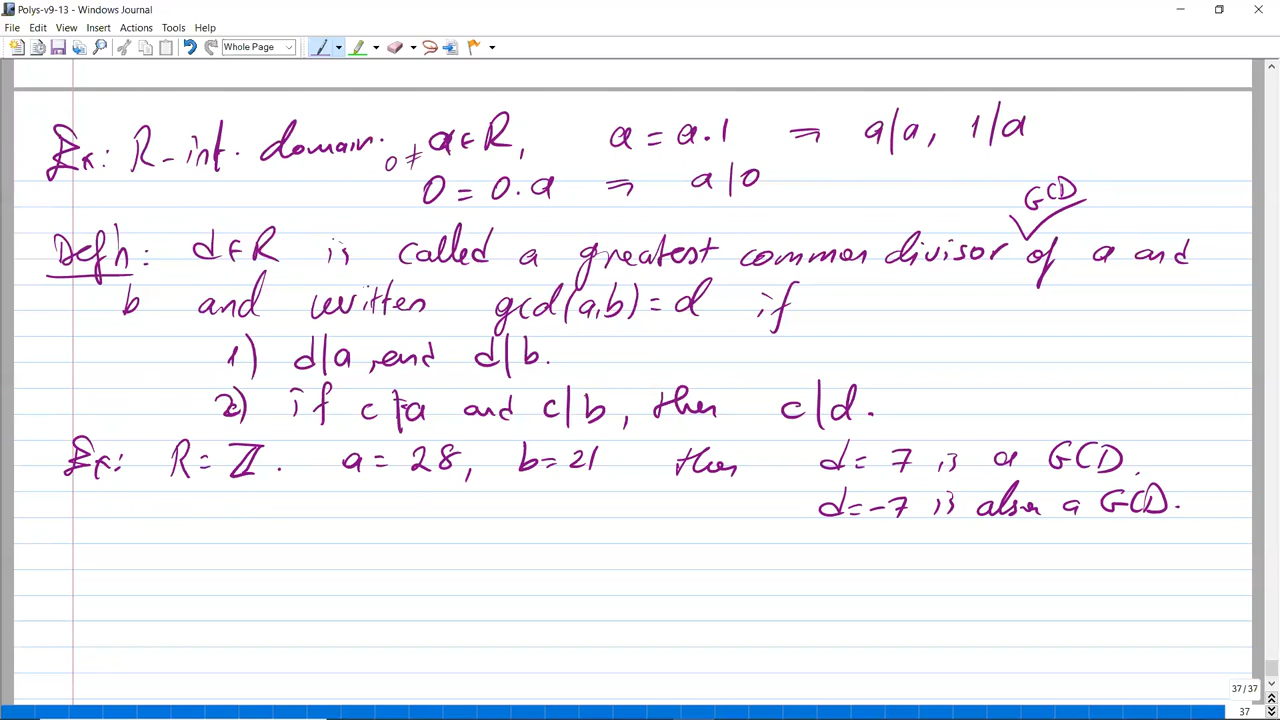 Polys-v9-13 - Windows Journal
File Edit View Insert Actions Tools Help
Whole Page
Ex: R - int. domain. 0 ≠ a ∈ R, a = a.1 ⇒ a|a, 1|a
0 = 0.a ⇒ a|0
GCD
Def'n: d ∈ R is called a greatest common divisor of a and
b and written gcd(a,b) = d if
1) d|a, and d|b.
2) if c|a and c|b, then c|d.
Ex: R = ℤ. a = 28, b = 21 then d = 7 is a GCD.
d = -7 is also a GCD.
37/37
37